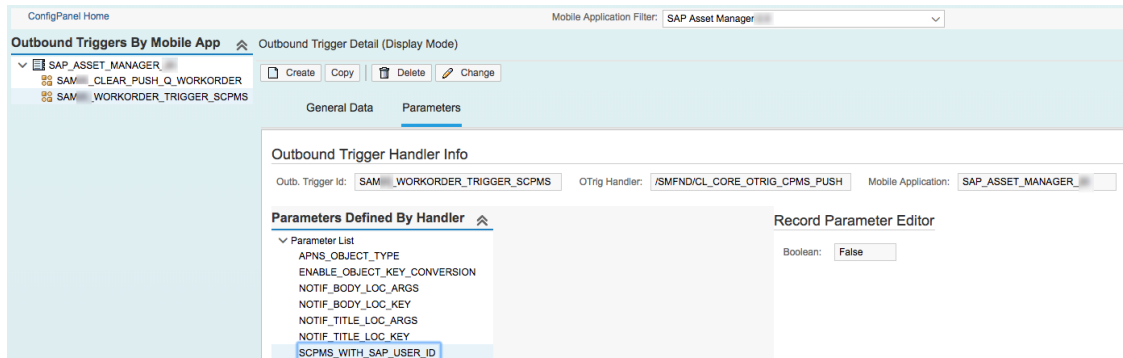 ConfigPanel Home
Mobile Application Filter: SAP Asset Manager
Outbound Triggers By Mobile App
Outbound Trigger Detail (Display Mode)
SAP_ASSET_MANAGER_
SAM _CLEAR_PUSH_Q_WORKORDER
SAM _WORKORDER_TRIGGER_SCPMS
Create Copy Delete Change
General Data Parameters
Outbound Trigger Handler Info
Outb. Trigger Id: SAM _WORKORDER_TRIGGER_SCPMS OTrig Handler: /SMFND/CL_CORE_OTRIG_CPMS_PUSH Mobile Application: SAP_ASSET_MANAGER_
Parameters Defined By Handler
Record Parameter Editor
Parameter List
Boolean: False
APNS_OBJECT_TYPE
ENABLE_OBJECT_KEY_CONVERSION
NOTIF_BODY_LOC_ARGS
NOTIF_BODY_LOC_KEY
NOTIF_TITLE_LOC_ARGS
NOTIF_TITLE_LOC_KEY
SCPMS_WITH_SAP_USER_ID